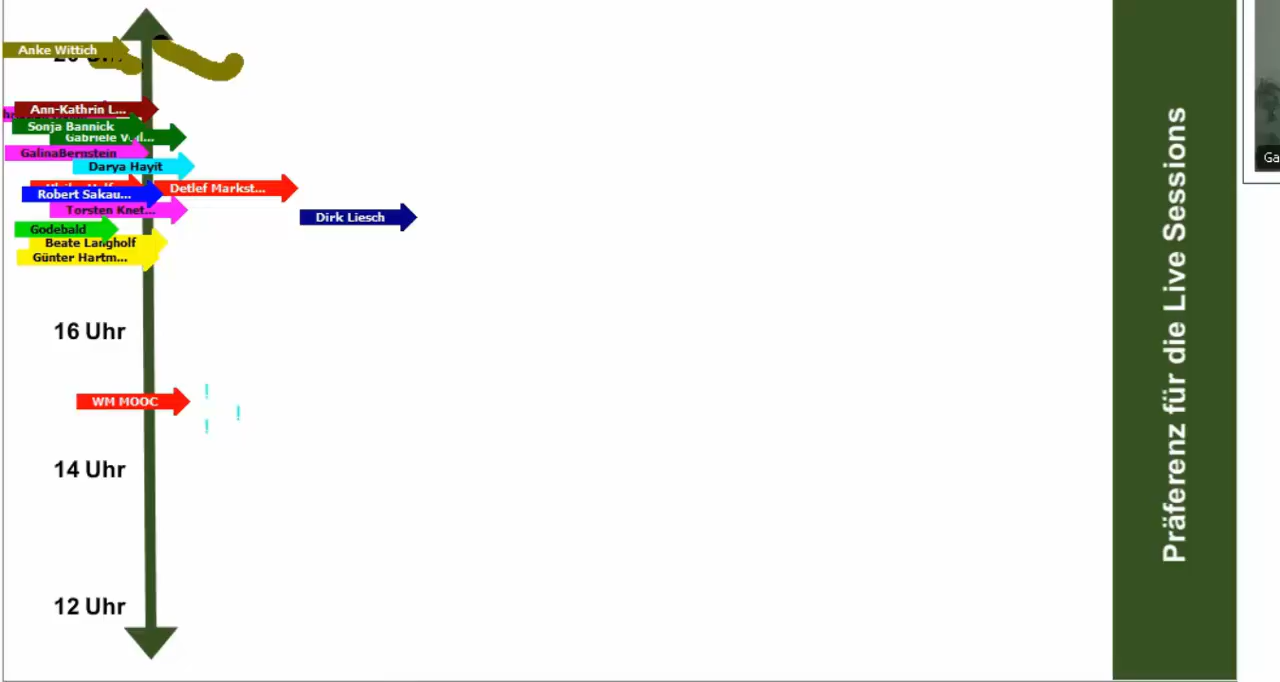 Anke Wittich
Ann-Kathrin L...
Sonja Bannick
Gabriele V
GalinaBernstein
Darya Hayit
Detlef Markst...
Robert Sakau...
Torsten Knet...
Dirk Liesch
Godebald
Beate Langholf
Günter Hartm...
16 Uhr
WM MOOC
!
!
!
14 Uhr
12 Uhr
Präferenz für die Live Sessions
Ga